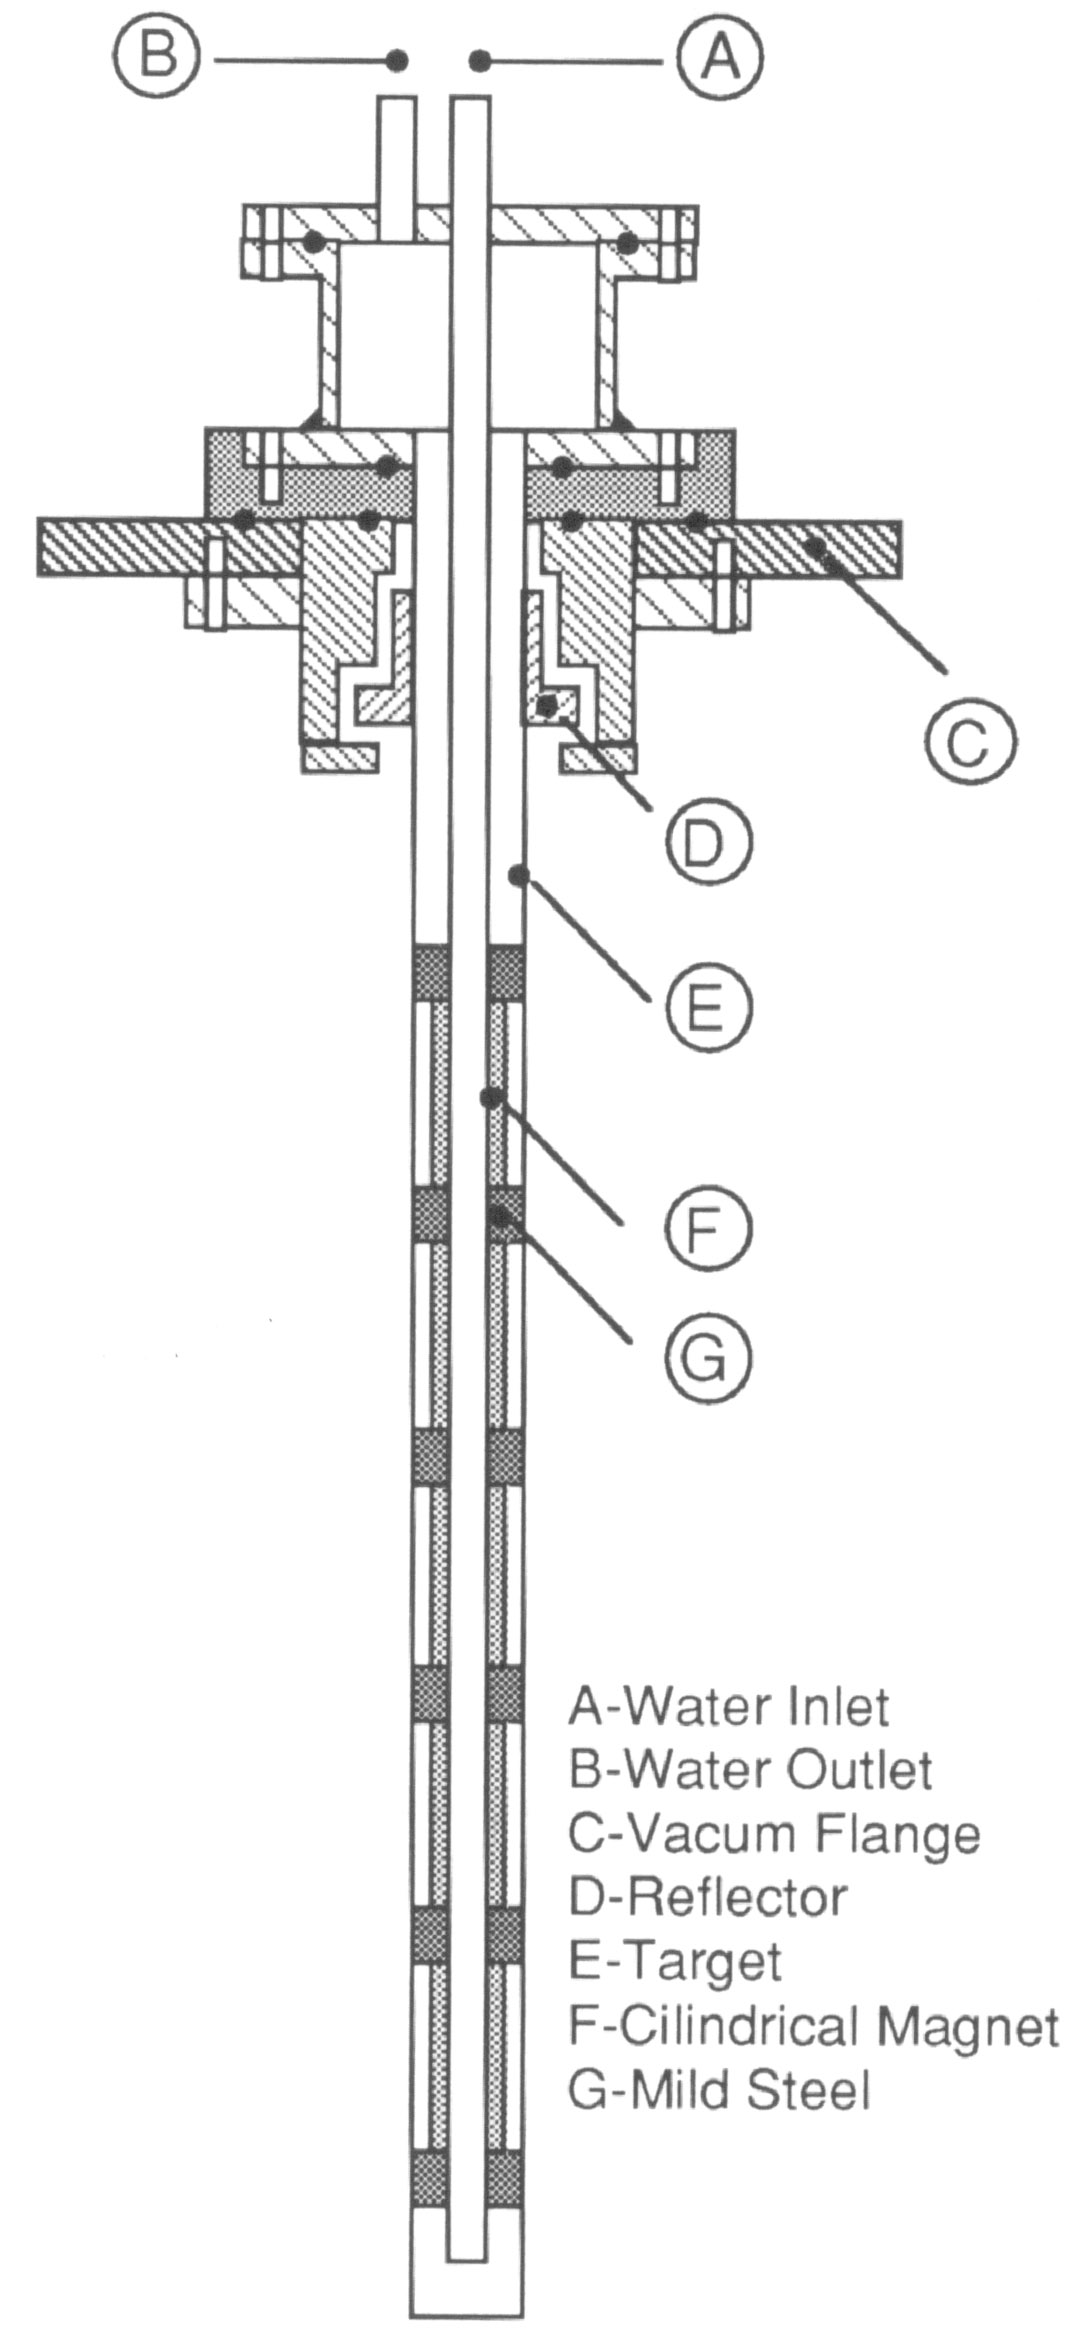 B
A
C
D
E
F
G
A-Water Inlet
B-Water Outlet
C-Vacum Flange
D-Reflector
E-Target
F-Cilindrical Magnet
G-Mild Steel